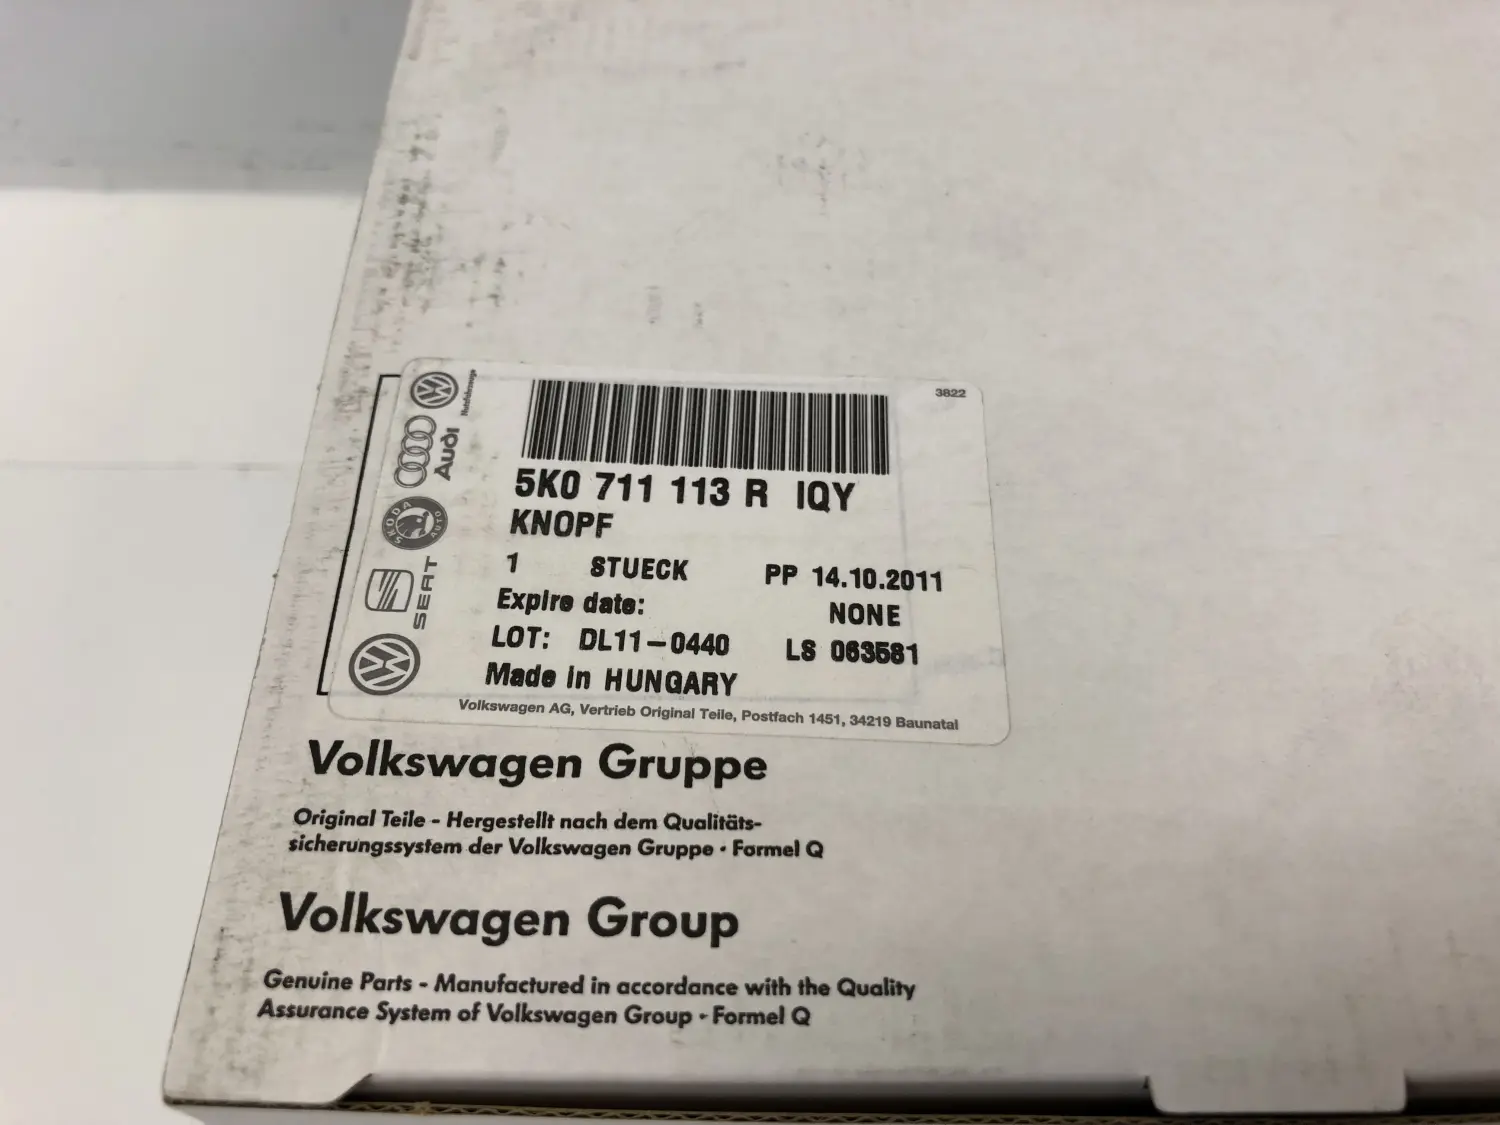 3822
Nutzfahrzeuge
Audi
SKODA AUTO
SEAT
5K0 711 113 R IQY
KNOPF
1 STUECK PP 14.10.2011
Expire date: NONE
LOT: DL11-0440 LS 063581
Made in HUNGARY
Volkswagen AG, Vertrieb Original Teile, Postfach 1451, 34219 Baunatal
Volkswagen Gruppe
Original Teile - Hergestellt nach dem Qualitäts-
sicherungssystem der Volkswagen Gruppe · Formel Q
Volkswagen Group
Genuine Parts - Manufactured in accordance with the Quality
Assurance System of Volkswagen Group - Formel Q